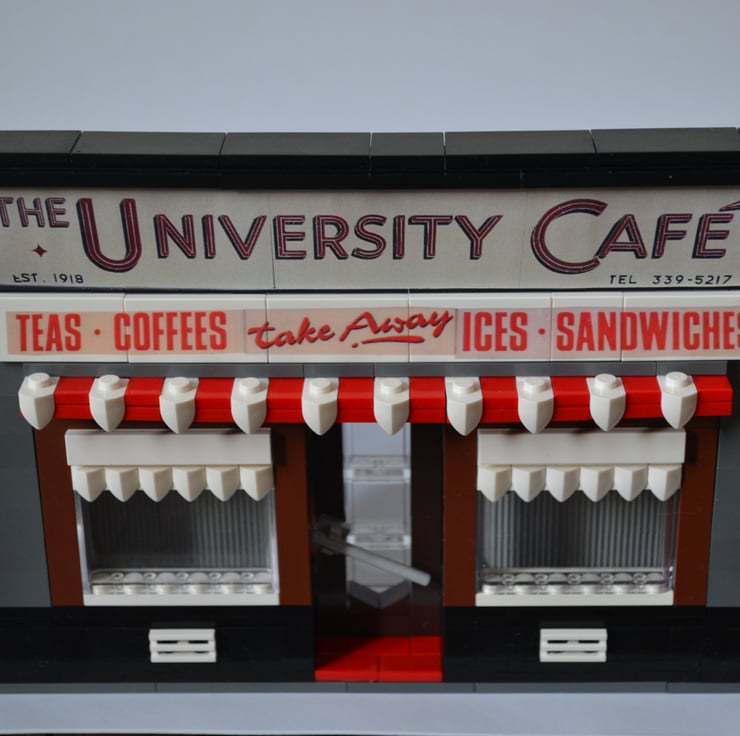 THE UNIVERSITY CAFÉ
EST. 1918 TEL 339-5217
TEAS · COFFEES take Away ICES · SANDWICHES